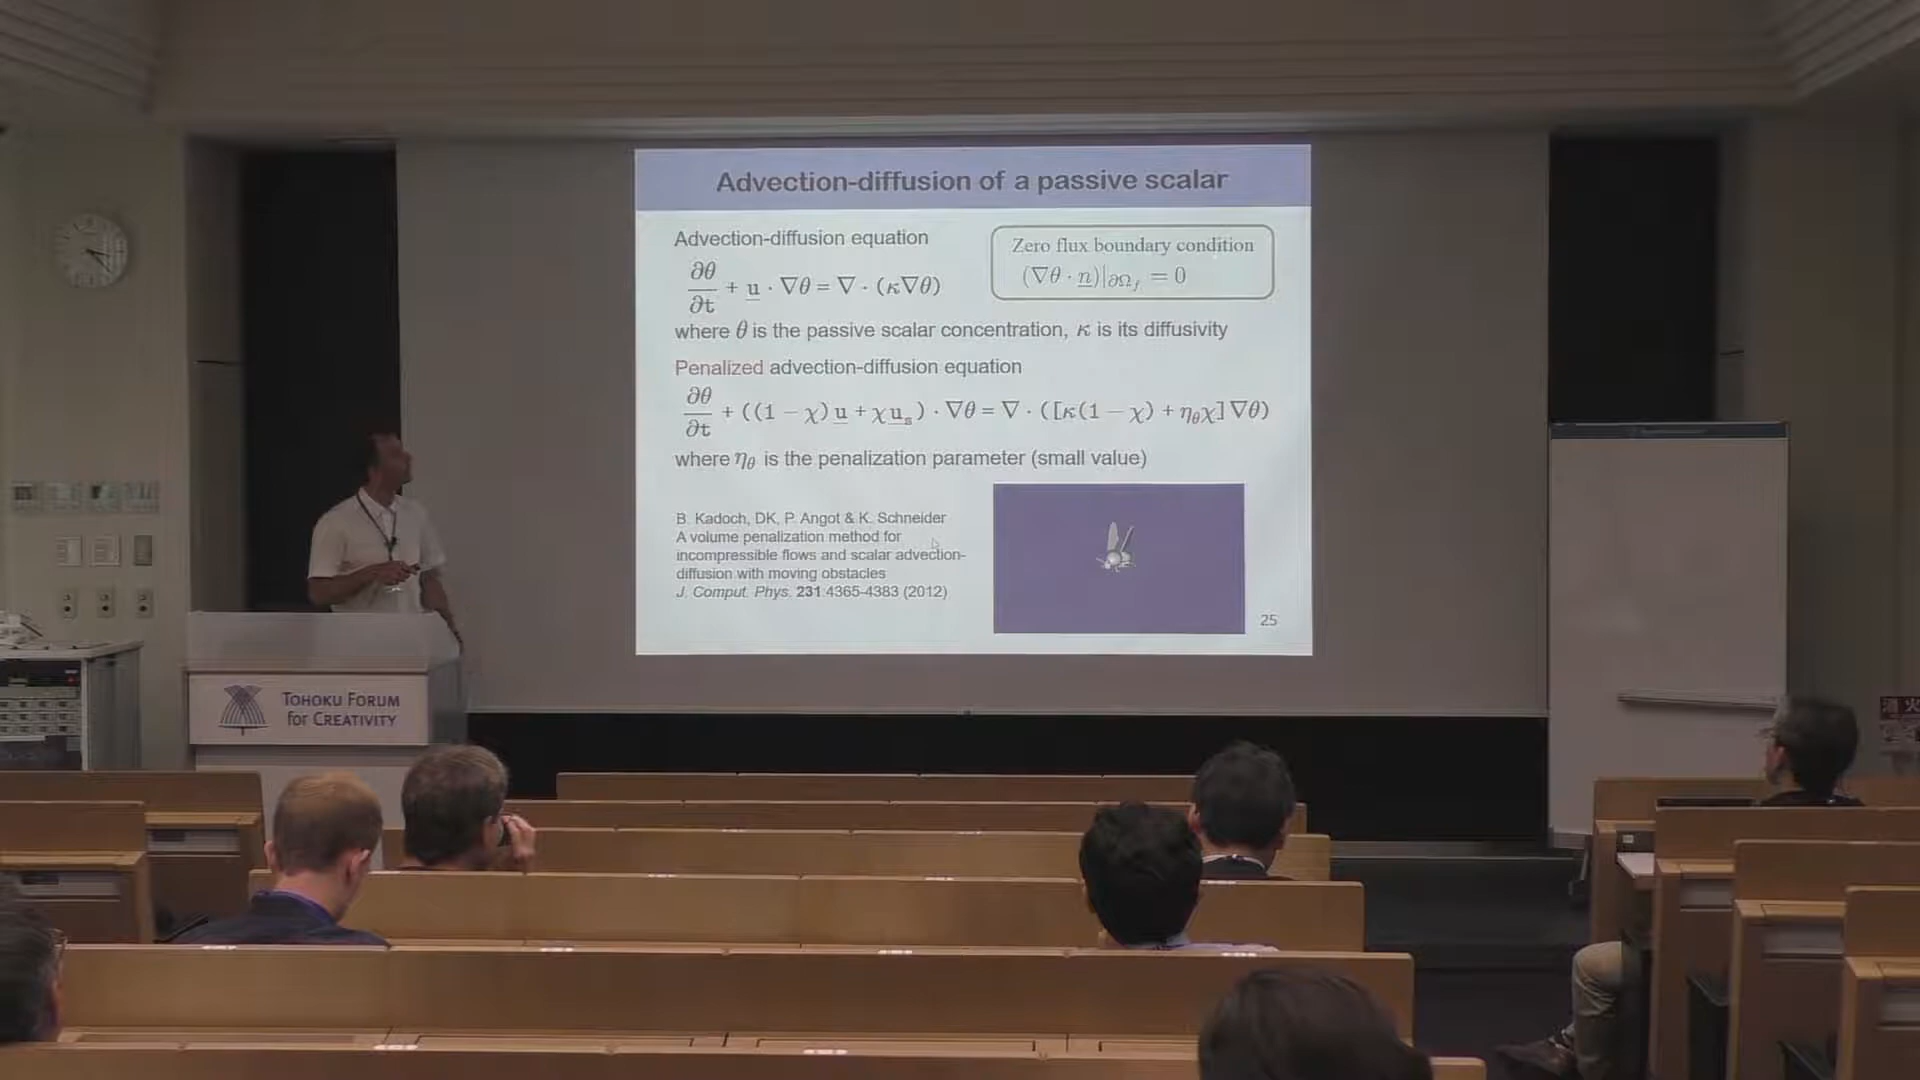 Advection-diffusion of a passive scalar
Advection-diffusion equation
∂θ/∂t + u · ∇θ = ∇ · (κ∇θ)
Zero flux boundary condition
(∇θ · n)|∂Ωf = 0
where θ is the passive scalar concentration, κ is its diffusivity
Penalized advection-diffusion equation
∂θ/∂t + ((1 − χ) u + χ us) · ∇θ = ∇ · ([κ(1 − χ) + ηθχ] ∇θ)
where ηθ is the penalization parameter (small value)
B. Kadoch, DK, P. Angot & K. Schneider
A volume penalization method for
incompressible flows and scalar advection-
diffusion with moving obstacles
J. Comput. Phys. 231 4365-4383 (2012)
25
TOHOKU FORUM
for CREATIVITY
消火